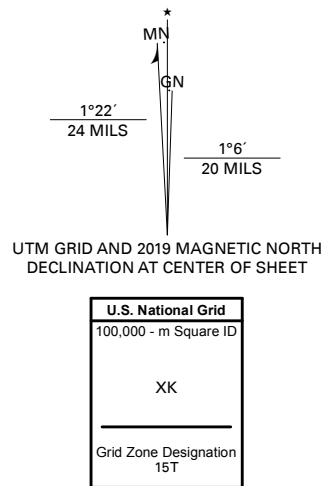 MN
GN
1°22´
24 MILS
1°6´
20 MILS
UTM GRID AND 2019 MAGNETIC NORTH
DECLINATION AT CENTER OF SHEET
U.S. National Grid
100,000 - m Square ID
XK
Grid Zone Designation
15T